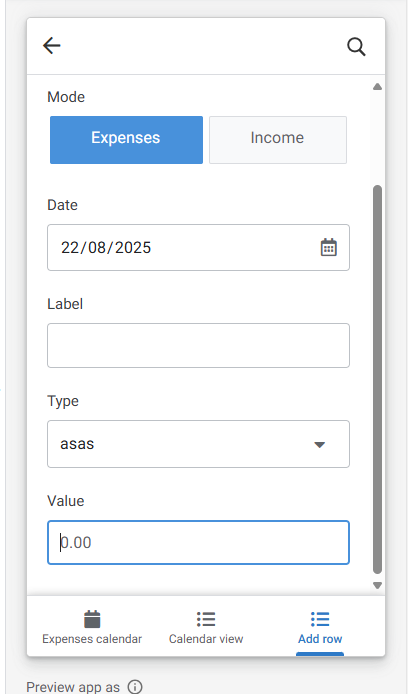 Mode
Expenses Income
Date
22/08/2025
Label
Type
asas
Value
0.00
Expenses calendar Calendar view Add row
Preview app as